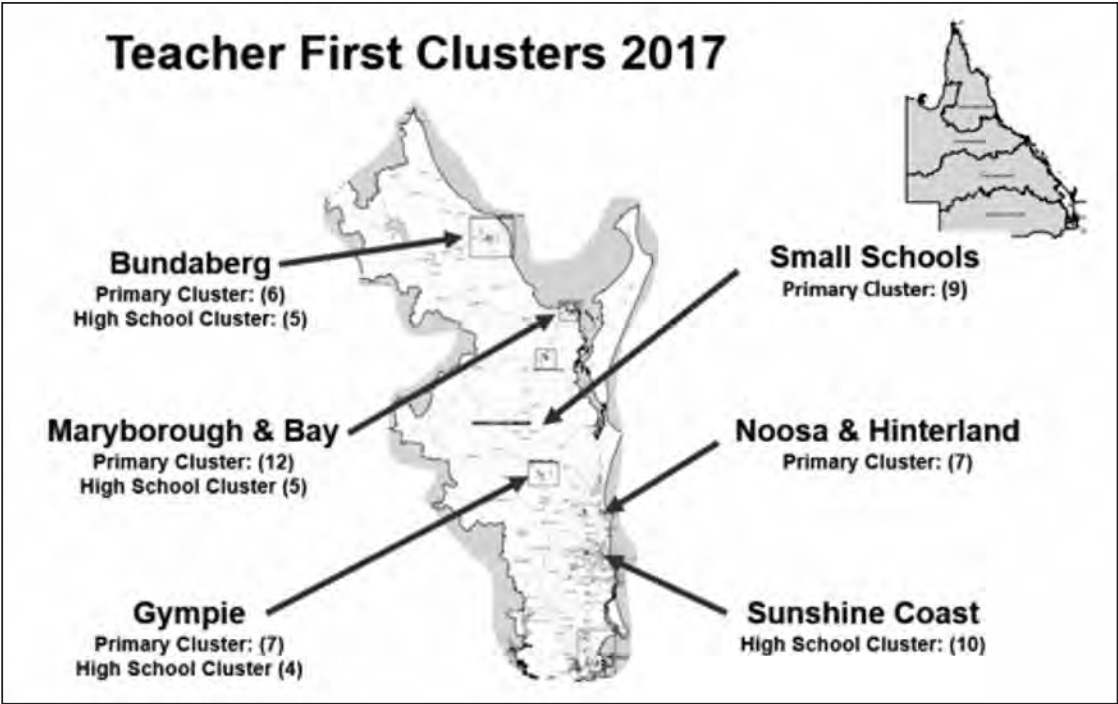 Teacher First Clusters 2017
Bundaberg
Primary Cluster: (6)
High School Cluster: (5)
Maryborough & Bay
Primary Cluster: (12)
High School Cluster (5)
Gympie
Primary Cluster: (7)
High School Cluster (4)
Small Schools
Primary Cluster: (9)
Noosa & Hinterland
Primary Cluster: (7)
Sunshine Coast
High School Cluster: (10)